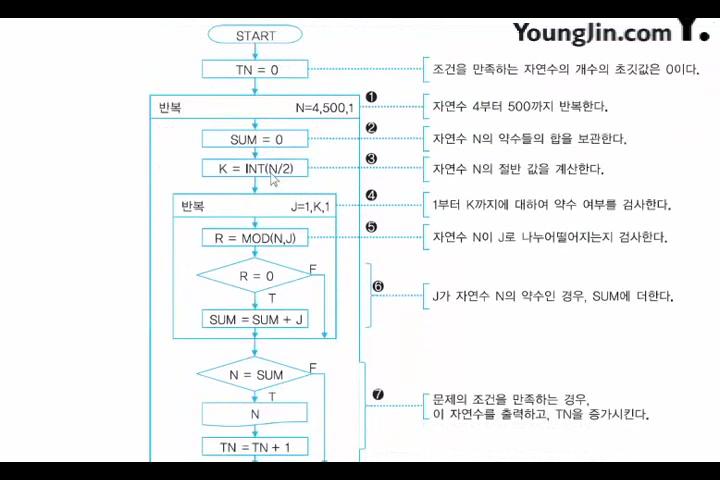 YoungJin.com Y.
START
TN = 0
조건을 만족하는 자연수의 개수의 초깃값은 0이다.
❶
반복 N=4,500,1
자연수 4부터 500까지 반복한다.
❷
SUM = 0
자연수 N의 약수들의 합을 보관한다.
❸
K = INT(N/2)
자연수 N의 절반 값을 계산한다.
❹
반복 J=1,K,1
1부터 K까지에 대하여 약수 여부를 검사한다.
❺
R = MOD(N,J)
자연수 N이 J로 나누어떨어지는지 검사한다.
R = 0
F
T
❻
J가 자연수 N의 약수인 경우, SUM에 더한다.
SUM = SUM + J
N = SUM
F
T
❼
문제의 조건을 만족하는 경우,
이 자연수를 출력하고, TN을 증가시킨다.
N
TN = TN + 1